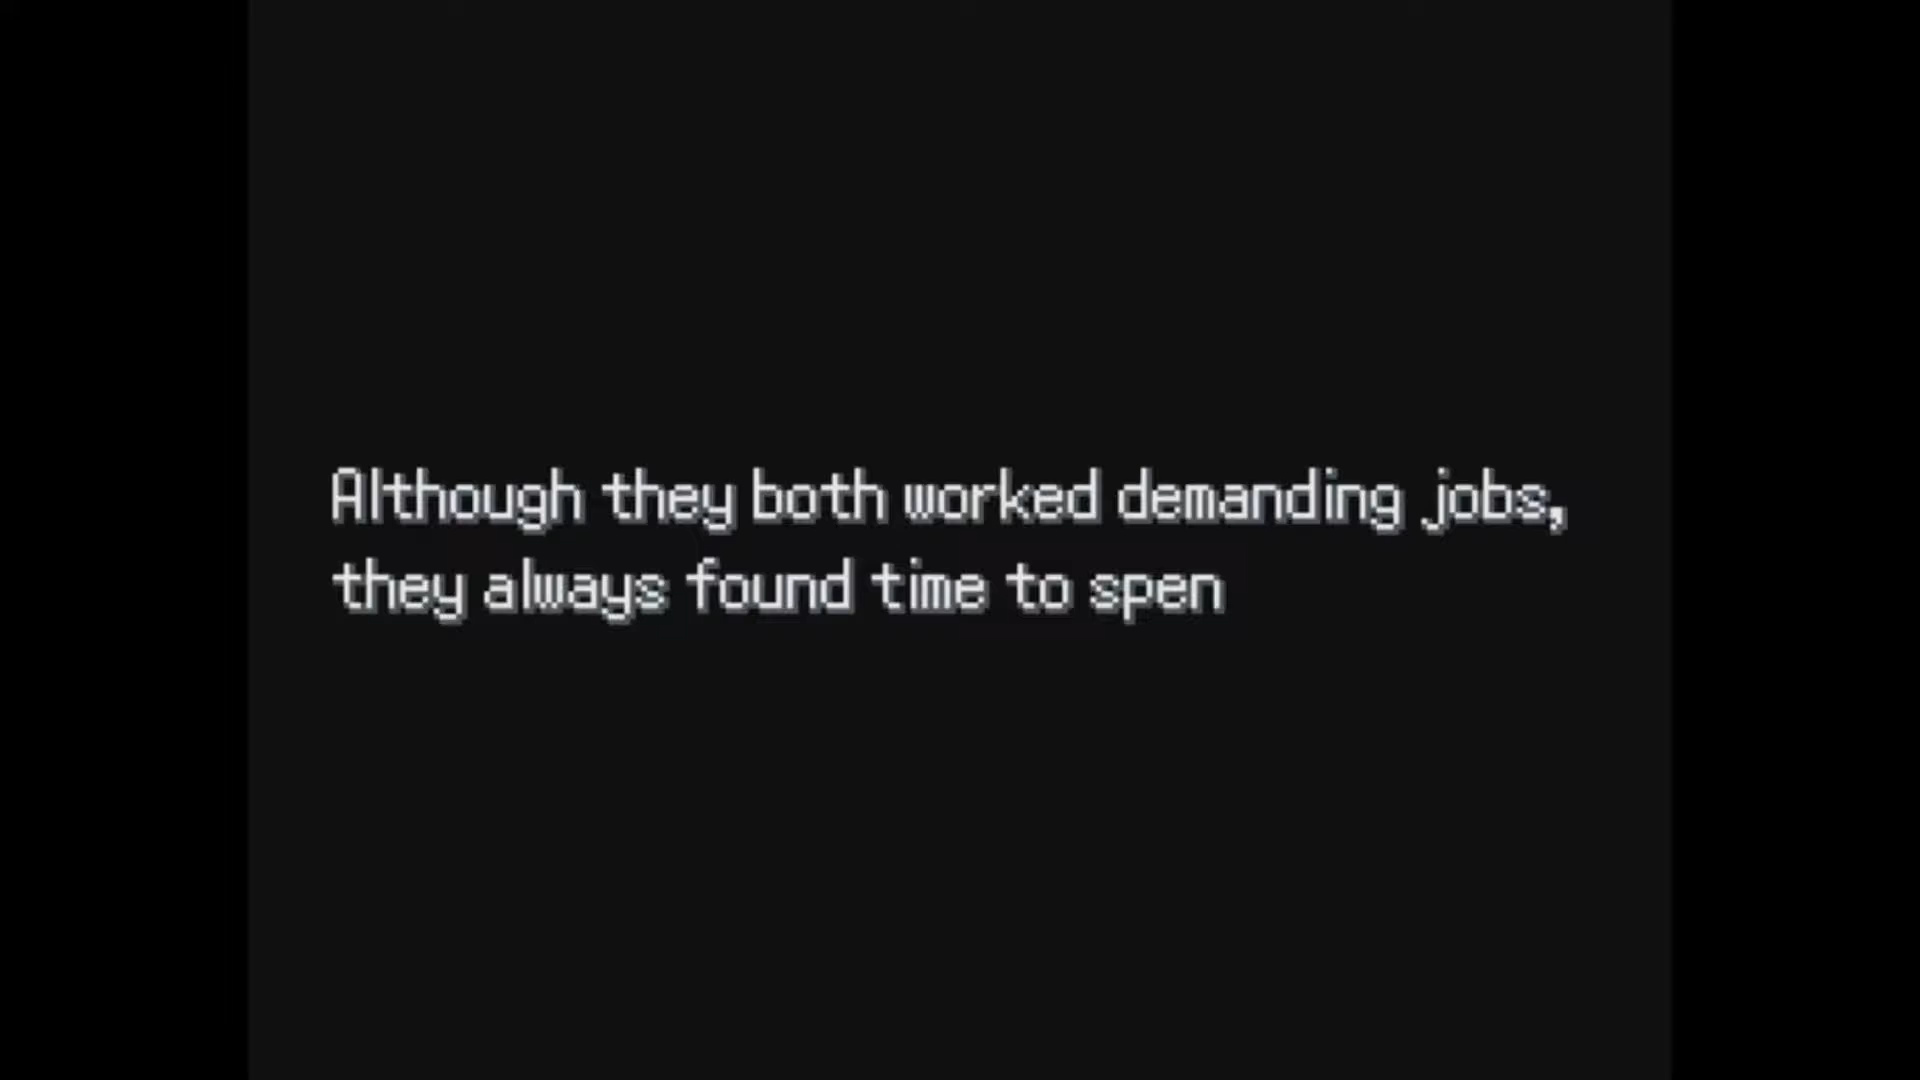 Although they both worked demanding jobs,
they always found time to spen